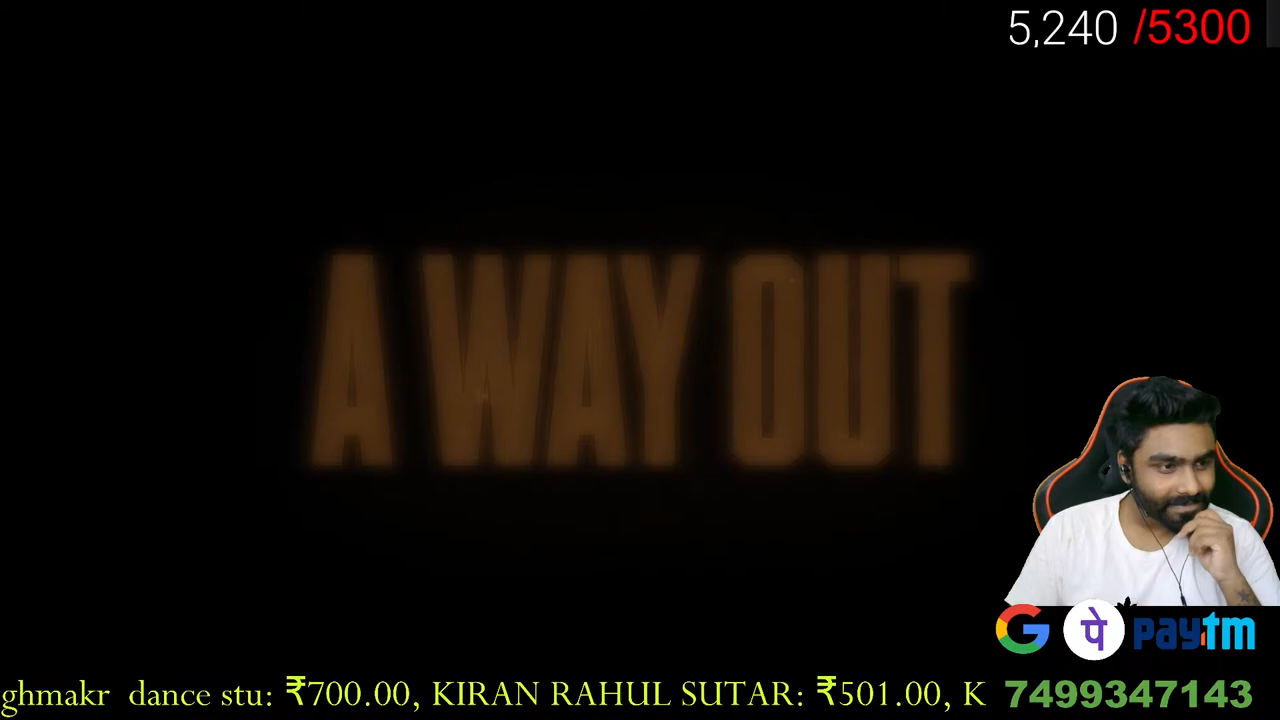 5,240 /5300
A WAY OUT
G पे paytm
ghmakr dance stu: ₹700.00, KIRAN RAHUL SUTAR: ₹501.00, K
7499347143